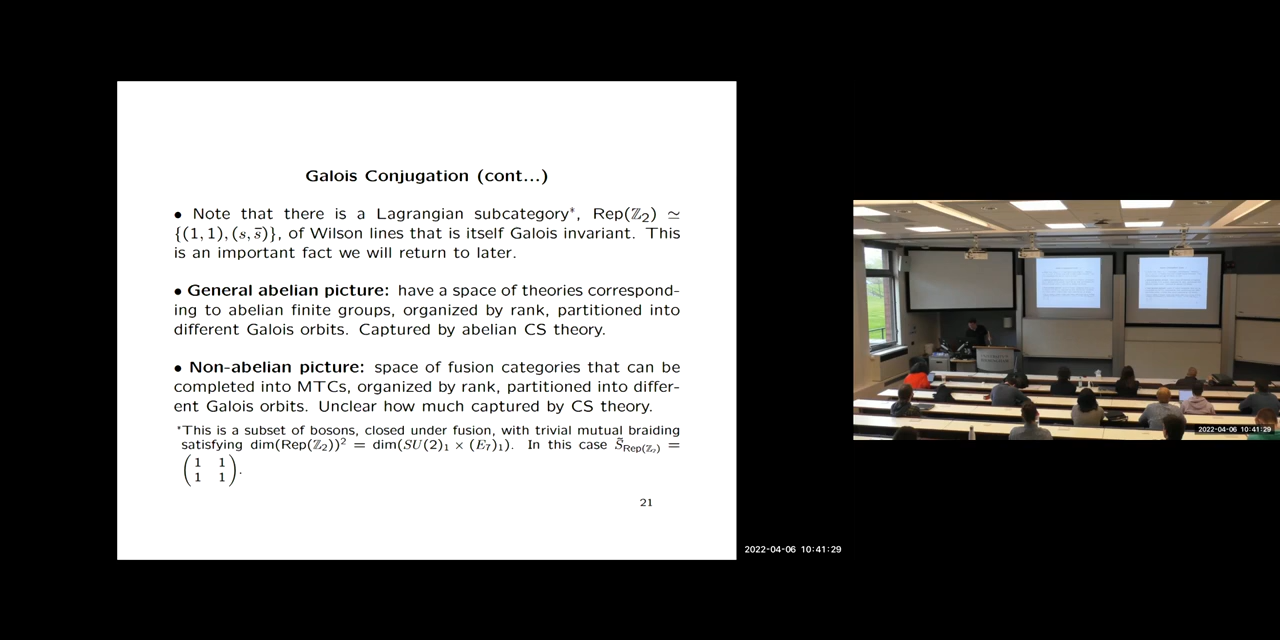 Galois Conjugation (cont...)
• Note that there is a Lagrangian subcategory*, Rep(ℤ₂) ≃
{(1, 1), (s, s̄)}, of Wilson lines that is itself Galois invariant. This
is an important fact we will return to later.
• General abelian picture: have a space of theories correspond-
ing to abelian finite groups, organized by rank, partitioned into
different Galois orbits. Captured by abelian CS theory.
• Non-abelian picture: space of fusion categories that can be
completed into MTCs, organized by rank, partitioned into differ-
ent Galois orbits. Unclear how much captured by CS theory.
*This is a subset of bosons, closed under fusion, with trivial mutual braiding
satisfying dim(Rep(ℤ₂))² = dim(SU(2)₁ × (E₇)₁). In this case S̃_Rep(ℤ₂) =
(1 1
1 1).
21
2022-04-06 10:41:29
2022-04-06 10:41:29